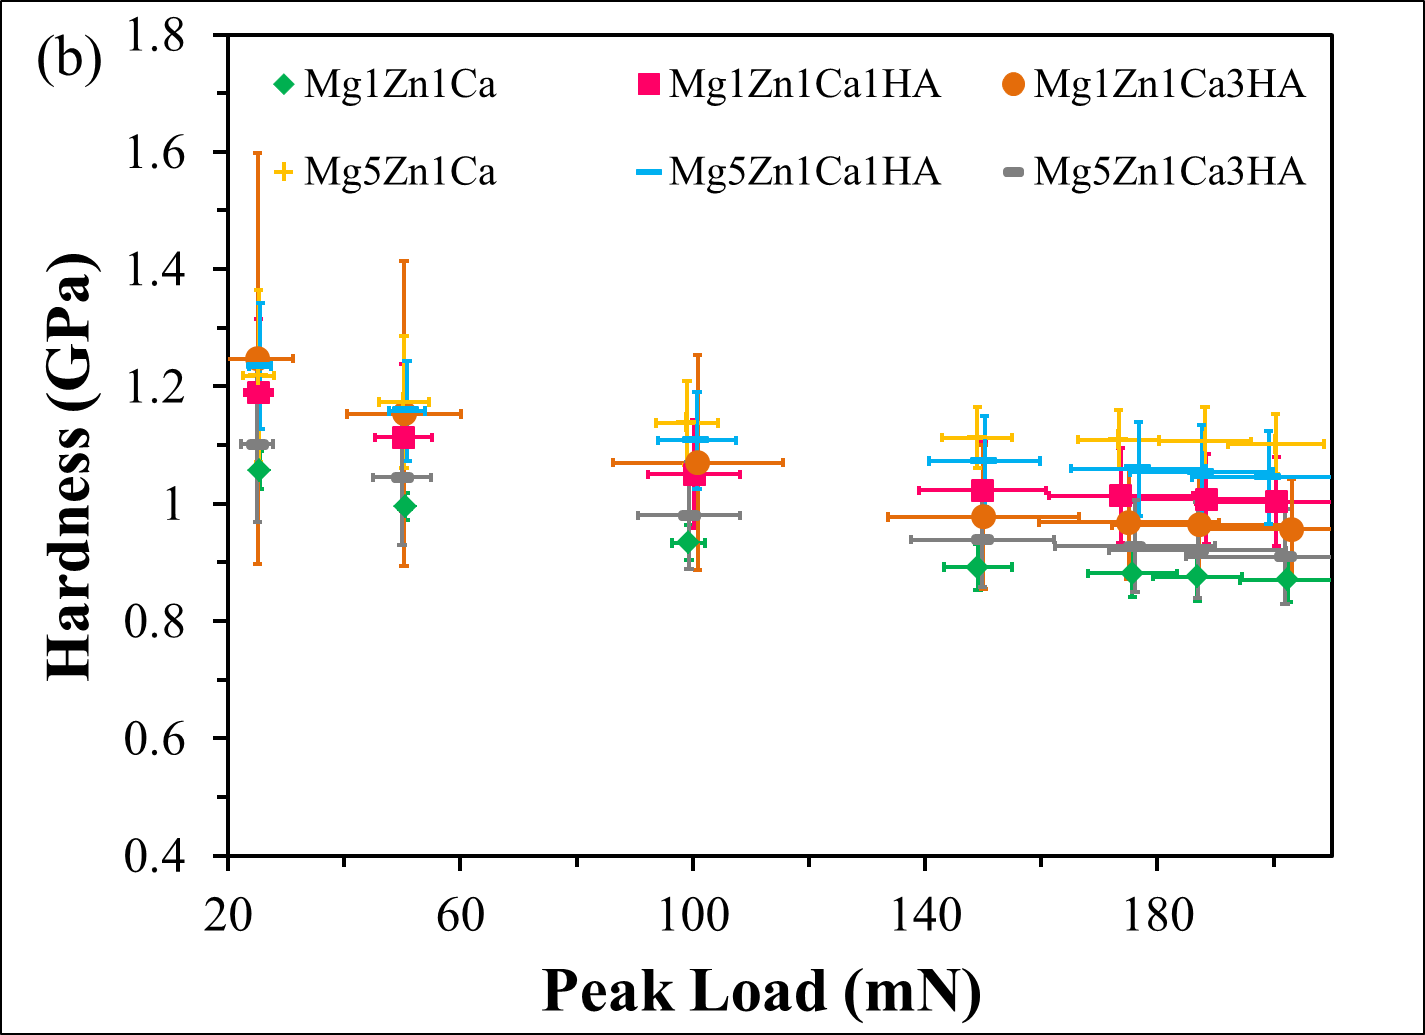 (b)
1.8
Mg1Zn1Ca Mg1Zn1Ca1HA Mg1Zn1Ca3HA
1.6
Mg5Zn1Ca Mg5Zn1Ca1HA Mg5Zn1Ca3HA
1.4
1.2
1
0.8
0.6
0.4
Hardness (GPa)
20 60 100 140 180
Peak Load (mN)